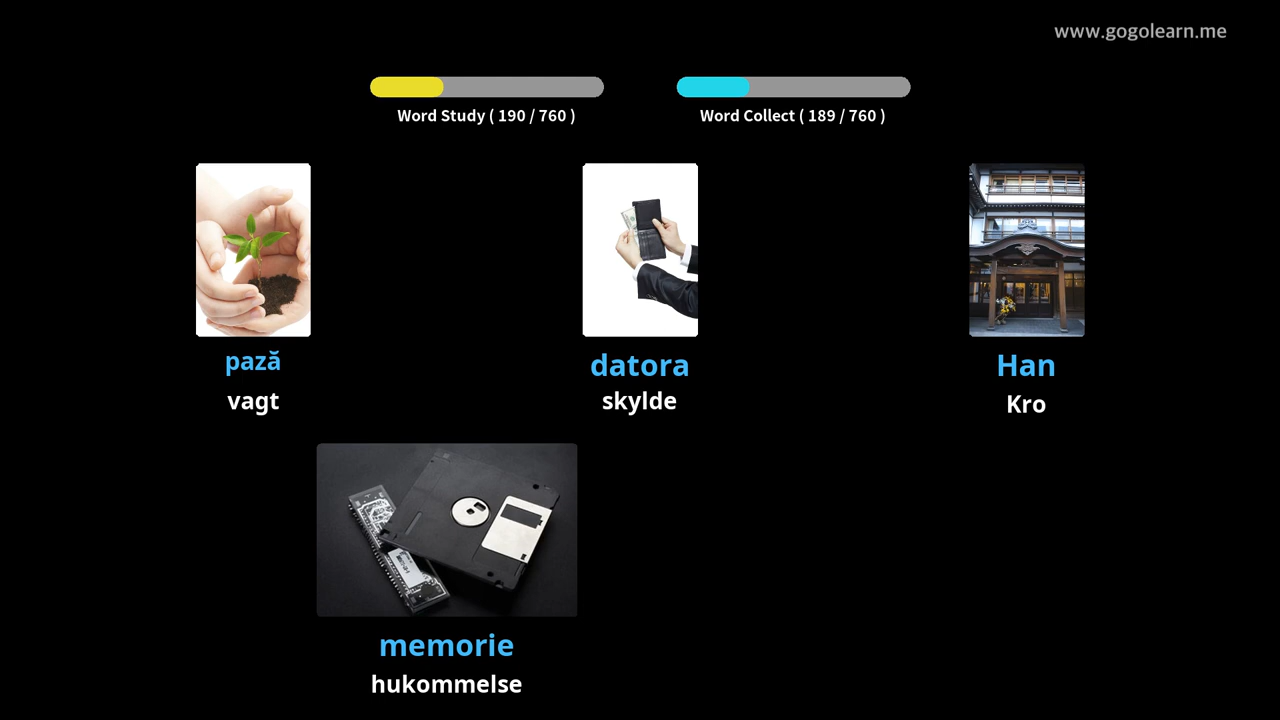 www.gogolearn.me
Word Study ( 190 / 760 )
Word Collect ( 189 / 760 )
pază
vagt
datora
skylde
Han
Kro
memorie
hukommelse